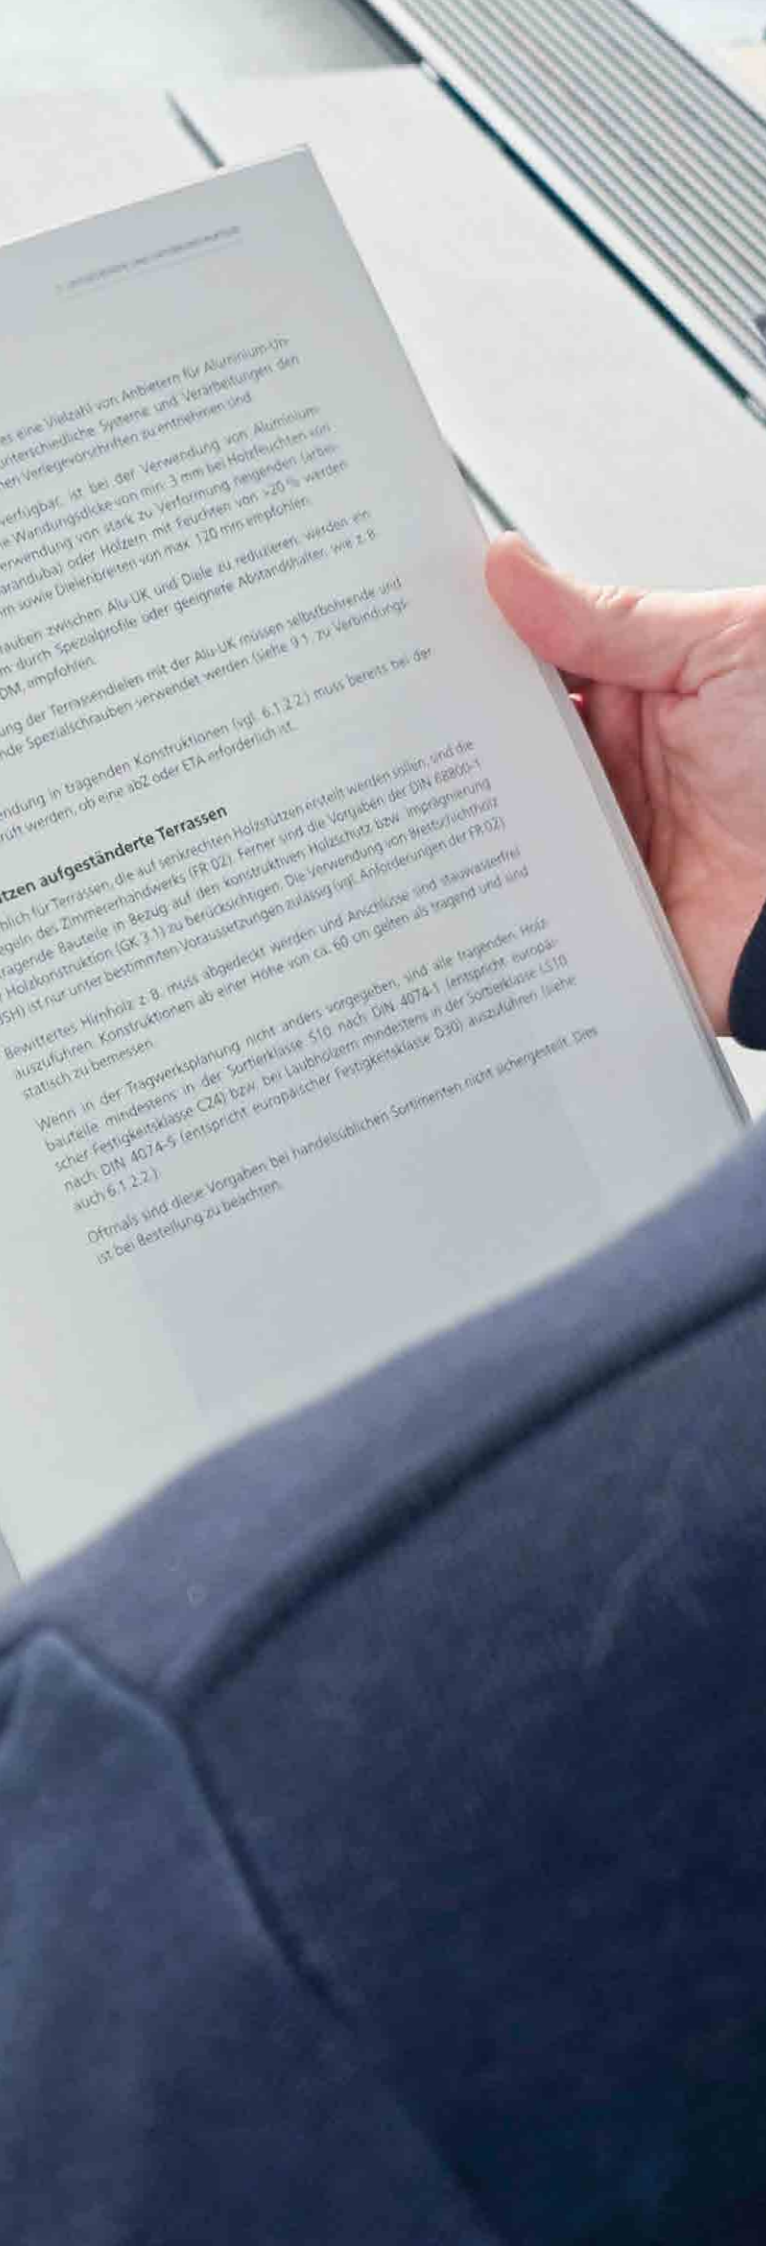 es eine Vielzahl von Anbietern für Aluminium-Un-
unterschiedliche Systeme und Verarbeitungen den
hen Verlegevorschriften zu entnehmen sind.
verfügbar, ist bei der Verwendung von Aluminium
e Wandungsdicke von min. 3 mm bei Holzfeuchten von
erwendung von stark zu Verformung neigenden (arbei-
aranduba) oder Hölzern mit Feuchten von >20 % werden
m sowie Dielenbreiten von max. 120 mm empfohlen.
rauben zwischen Alu-UK und Diele zu reduzieren, werden ein
m durch Spezialprofile oder geeignete Abstandshalter, wie z. B.
DM, empfohlen.
ung der Terrassendielen mit der Alu-UK müssen selbstbohrende und
nde Spezialschrauben verwendet werden (siehe 9.1. zu Verbindungs-
endung in tragenden Konstruktionen (vgl. 6.1.2.2.) muss bereits bei der
rüft werden, ob eine abZ oder ETA erforderlich ist.
ützen aufgeständerte Terrassen
blich für Terrassen, die auf senkrechten Holzstützen erstellt werden sollen, sind die
egeln des Zimmererhandwerks (FR 02). Ferner sind die Vorgaben der DIN 68800-1
tragende Bauteile in Bezug auf den konstruktiven Holzschutz bzw. Imprägnierung
r Holzkonstruktion (GK 3.1) zu berücksichtigen. Die Verwendung von Brettschichtholz
BSH) ist nur unter bestimmten Voraussetzungen zulässig (vgl. Anforderungen der FR 02).
Bewittertes Hirnholz z. B. muss abgedeckt werden und Anschlüsse sind stauwasserfrei
auszuführen. Konstruktionen ab einer Höhe von ca. 60 cm gelten als tragend und sind
statisch zu bemessen.
Wenn in der Tragwerksplanung nicht anders vorgegeben, sind alle tragenden Holz-
bauteile mindestens in der Sortierklasse S10 nach DIN 4074-1 (entspricht europäi-
scher Festigkeitsklasse C24) bzw. bei Laubhölzern mindestens in der Sortierklasse LS10
nach DIN 4074-5 (entspricht europäischer Festigkeitsklasse D30) auszuführen (siehe
auch 6.1.2.2.).
Oftmals sind diese Vorgaben bei handelsüblichen Sortimenten nicht sichergestellt. Dies
ist bei Bestellung zu beachten.